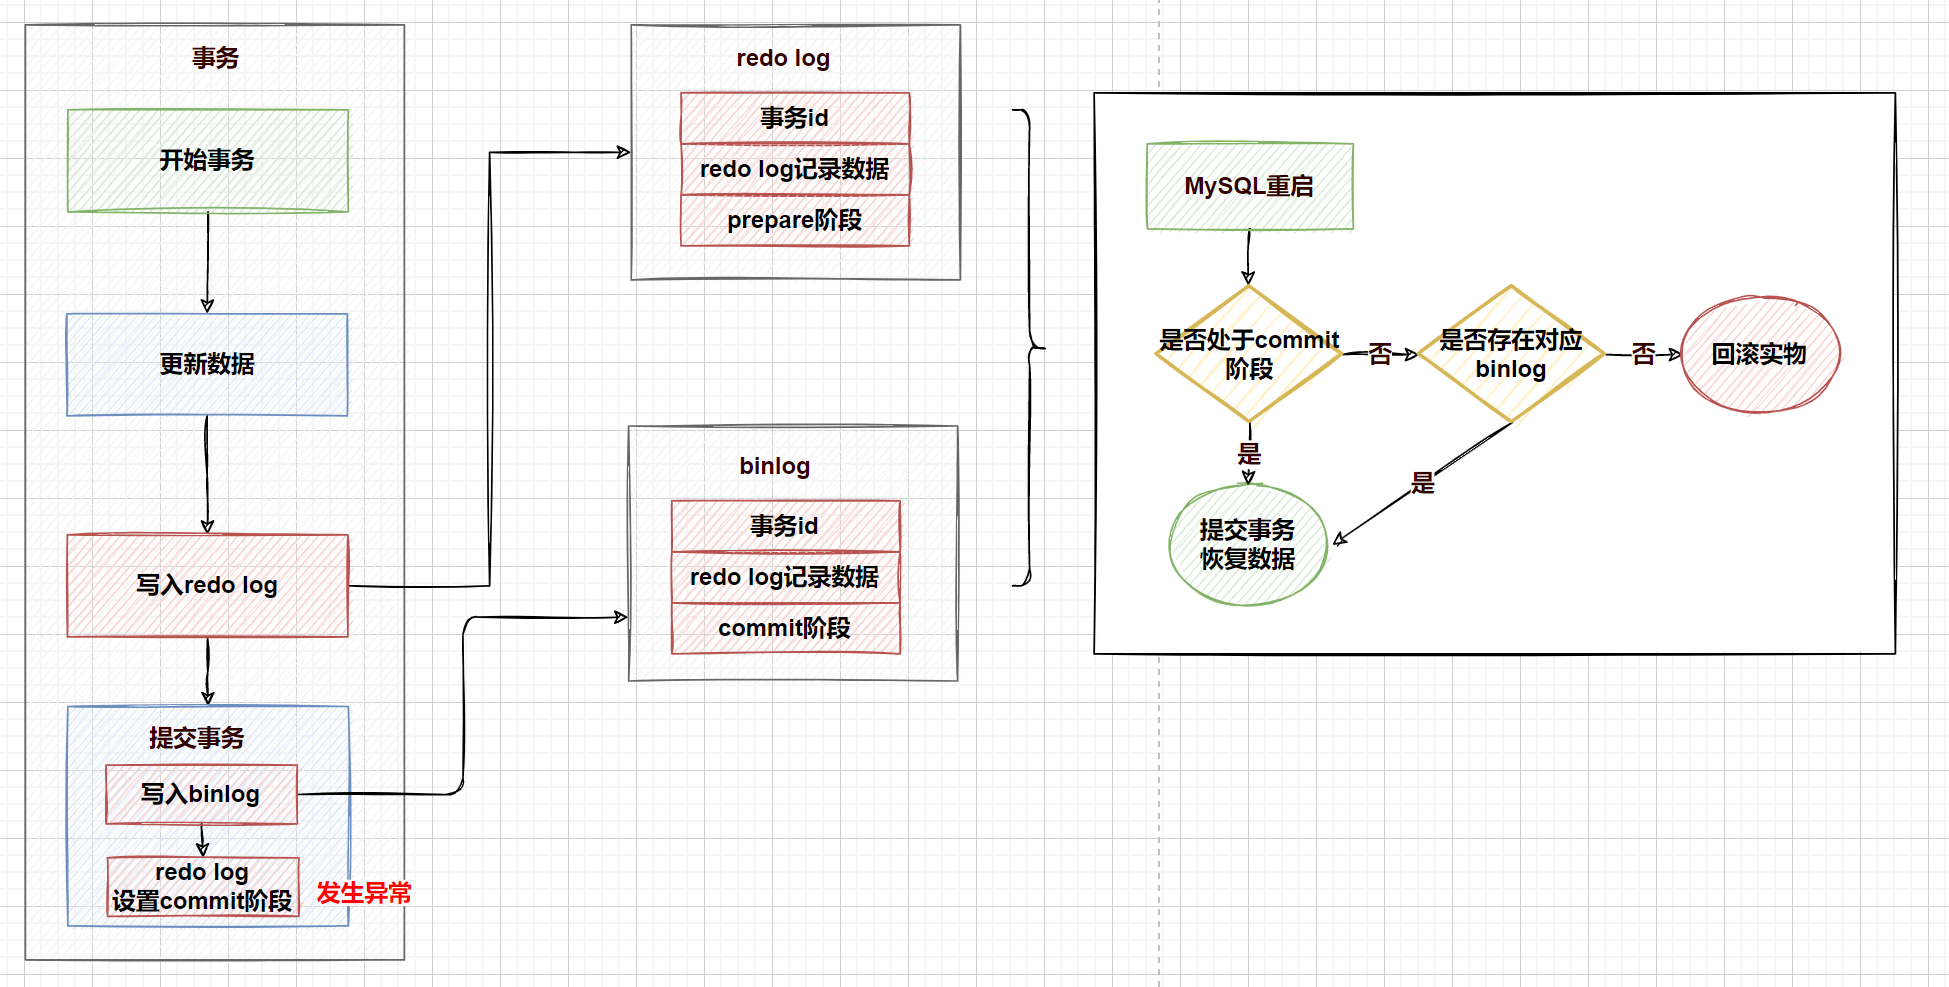 事务
开始事务
更新数据
写入redo log
提交事务
写入binlog
redo log
设置commit阶段
发生异常
redo log
事务id
redo log记录数据
prepare阶段
binlog
事务id
redo log记录数据
commit阶段
MySQL重启
是否处于commit
阶段
否
是否存在对应
binlog
否
回滚实物
是
是
提交事务
恢复数据